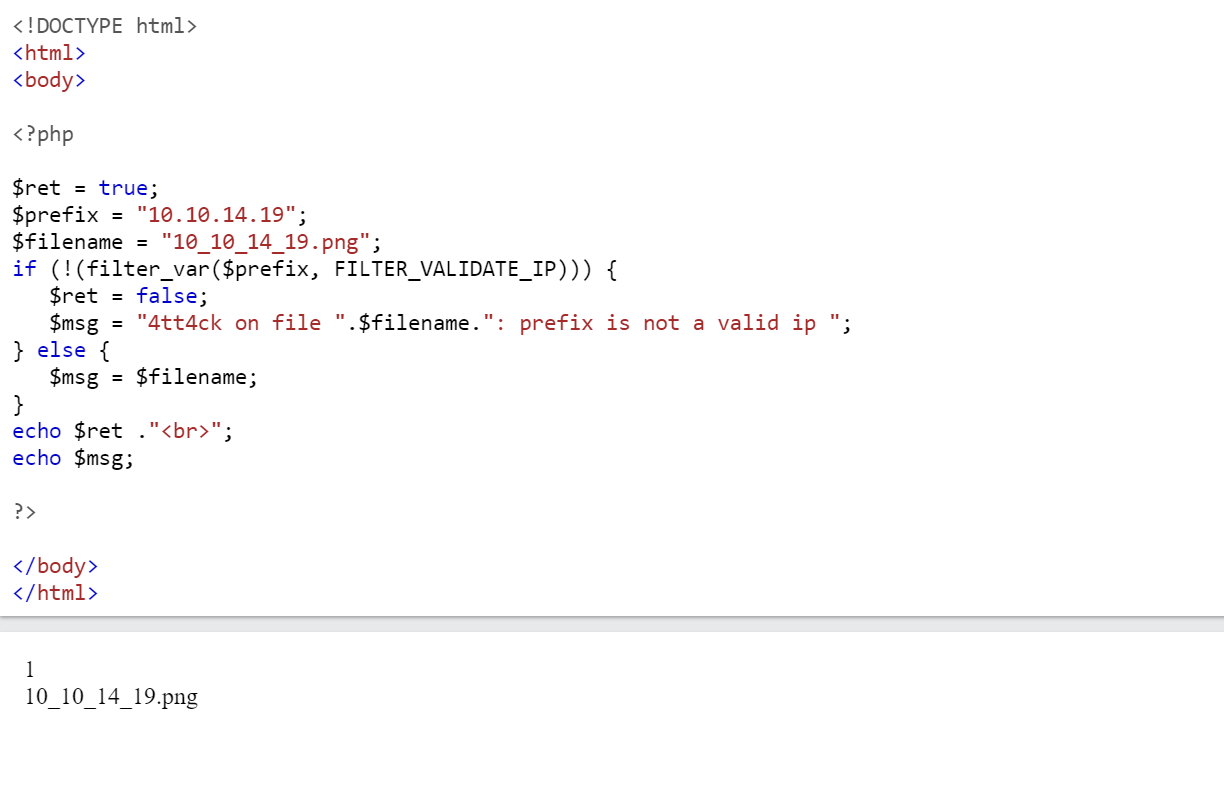 <!DOCTYPE html>
<html>
<body>
<?php
$ret = true;
$prefix = "10.10.14.19";
$filename = "10_10_14_19.png";
if (!(filter_var($prefix, FILTER_VALIDATE_IP))) {
   $ret = false;
   $msg = "4tt4ck on file ".$filename.": prefix is not a valid ip ";
} else {
   $msg = $filename;
}
echo $ret ."<br>";
echo $msg;
?>
</body>
</html>
1
10_10_14_19.png